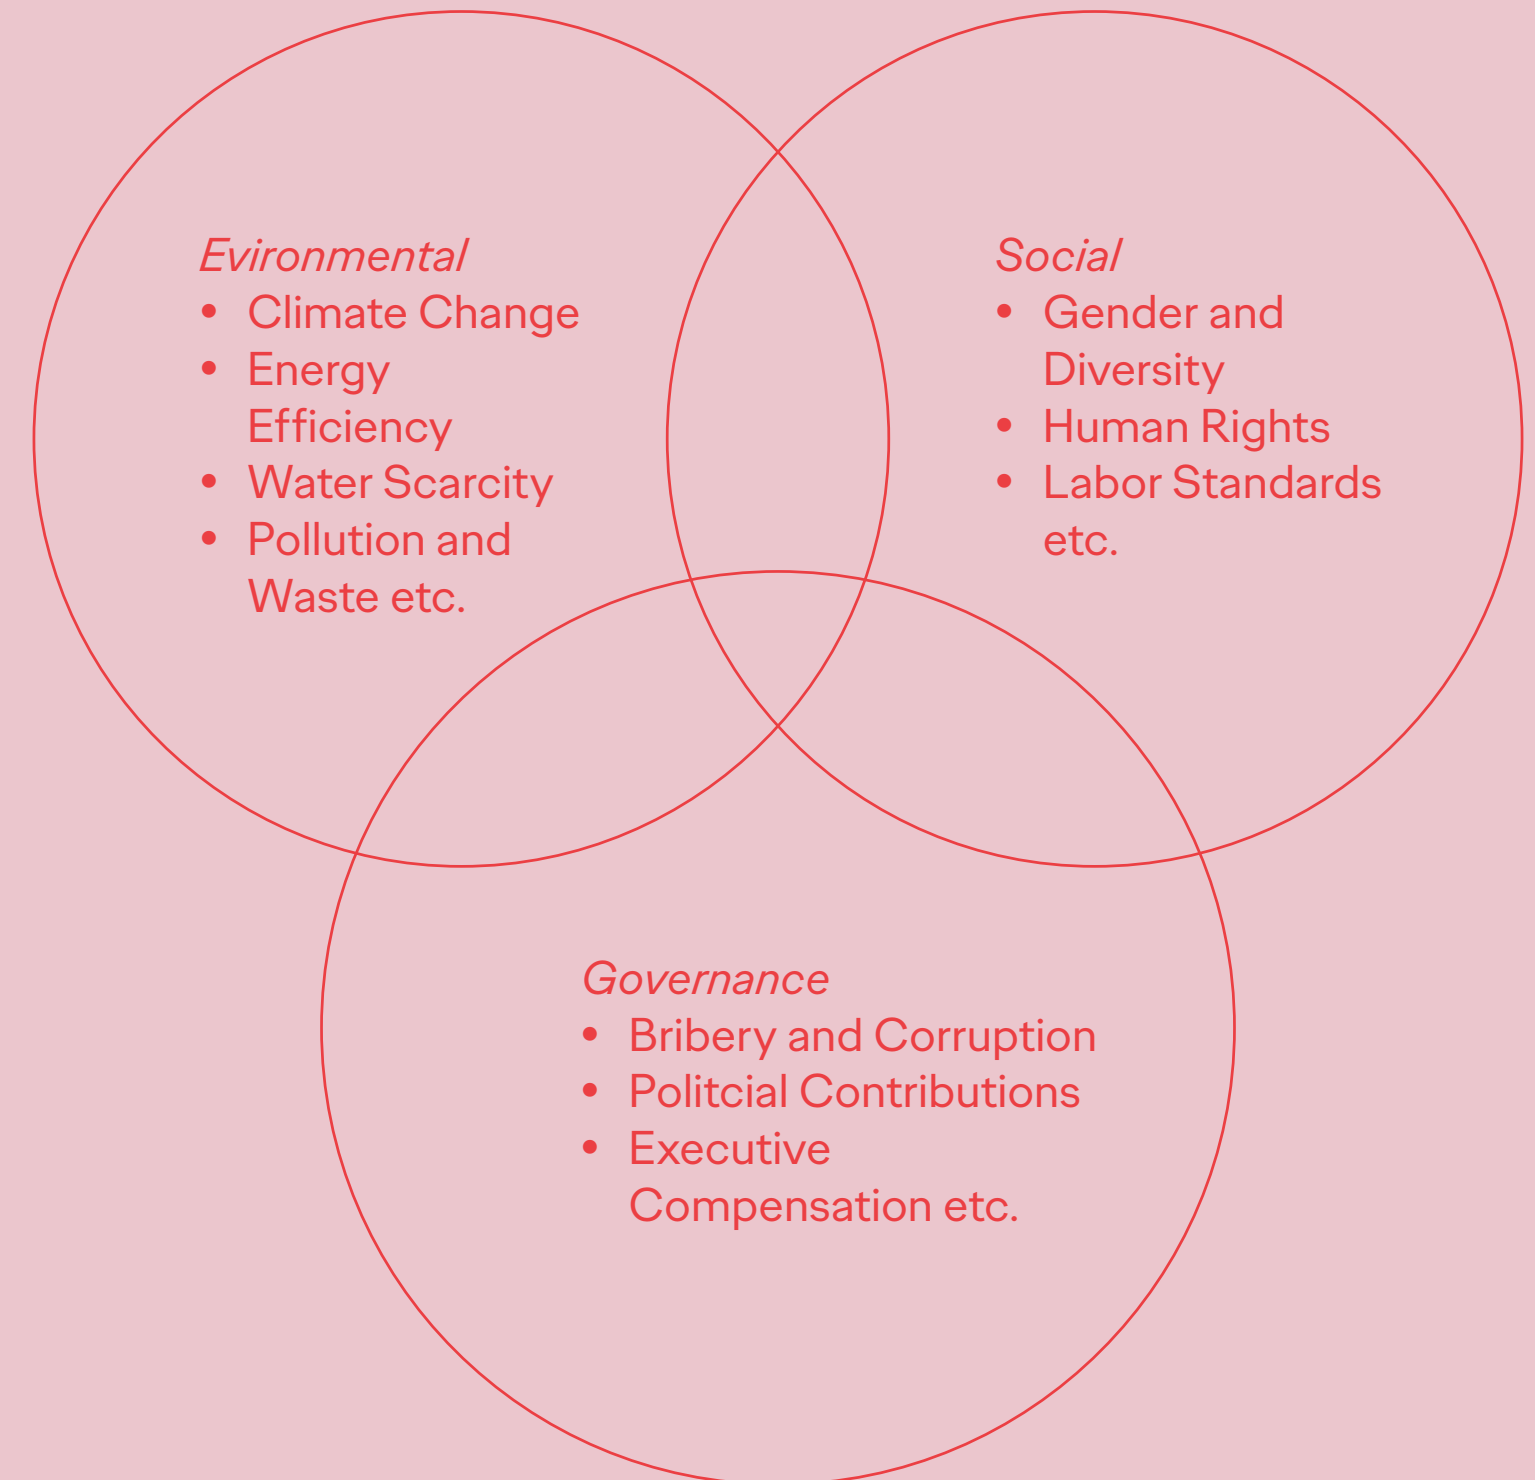 Evironmental
• Climate Change
• Energy
Efficiency
• Water Scarcity
• Pollution and
Waste etc.
Social
• Gender and
Diversity
• Human Rights
• Labor Standards
etc.
Governance
• Bribery and Corruption
• Politcial Contributions
• Executive
Compensation etc.